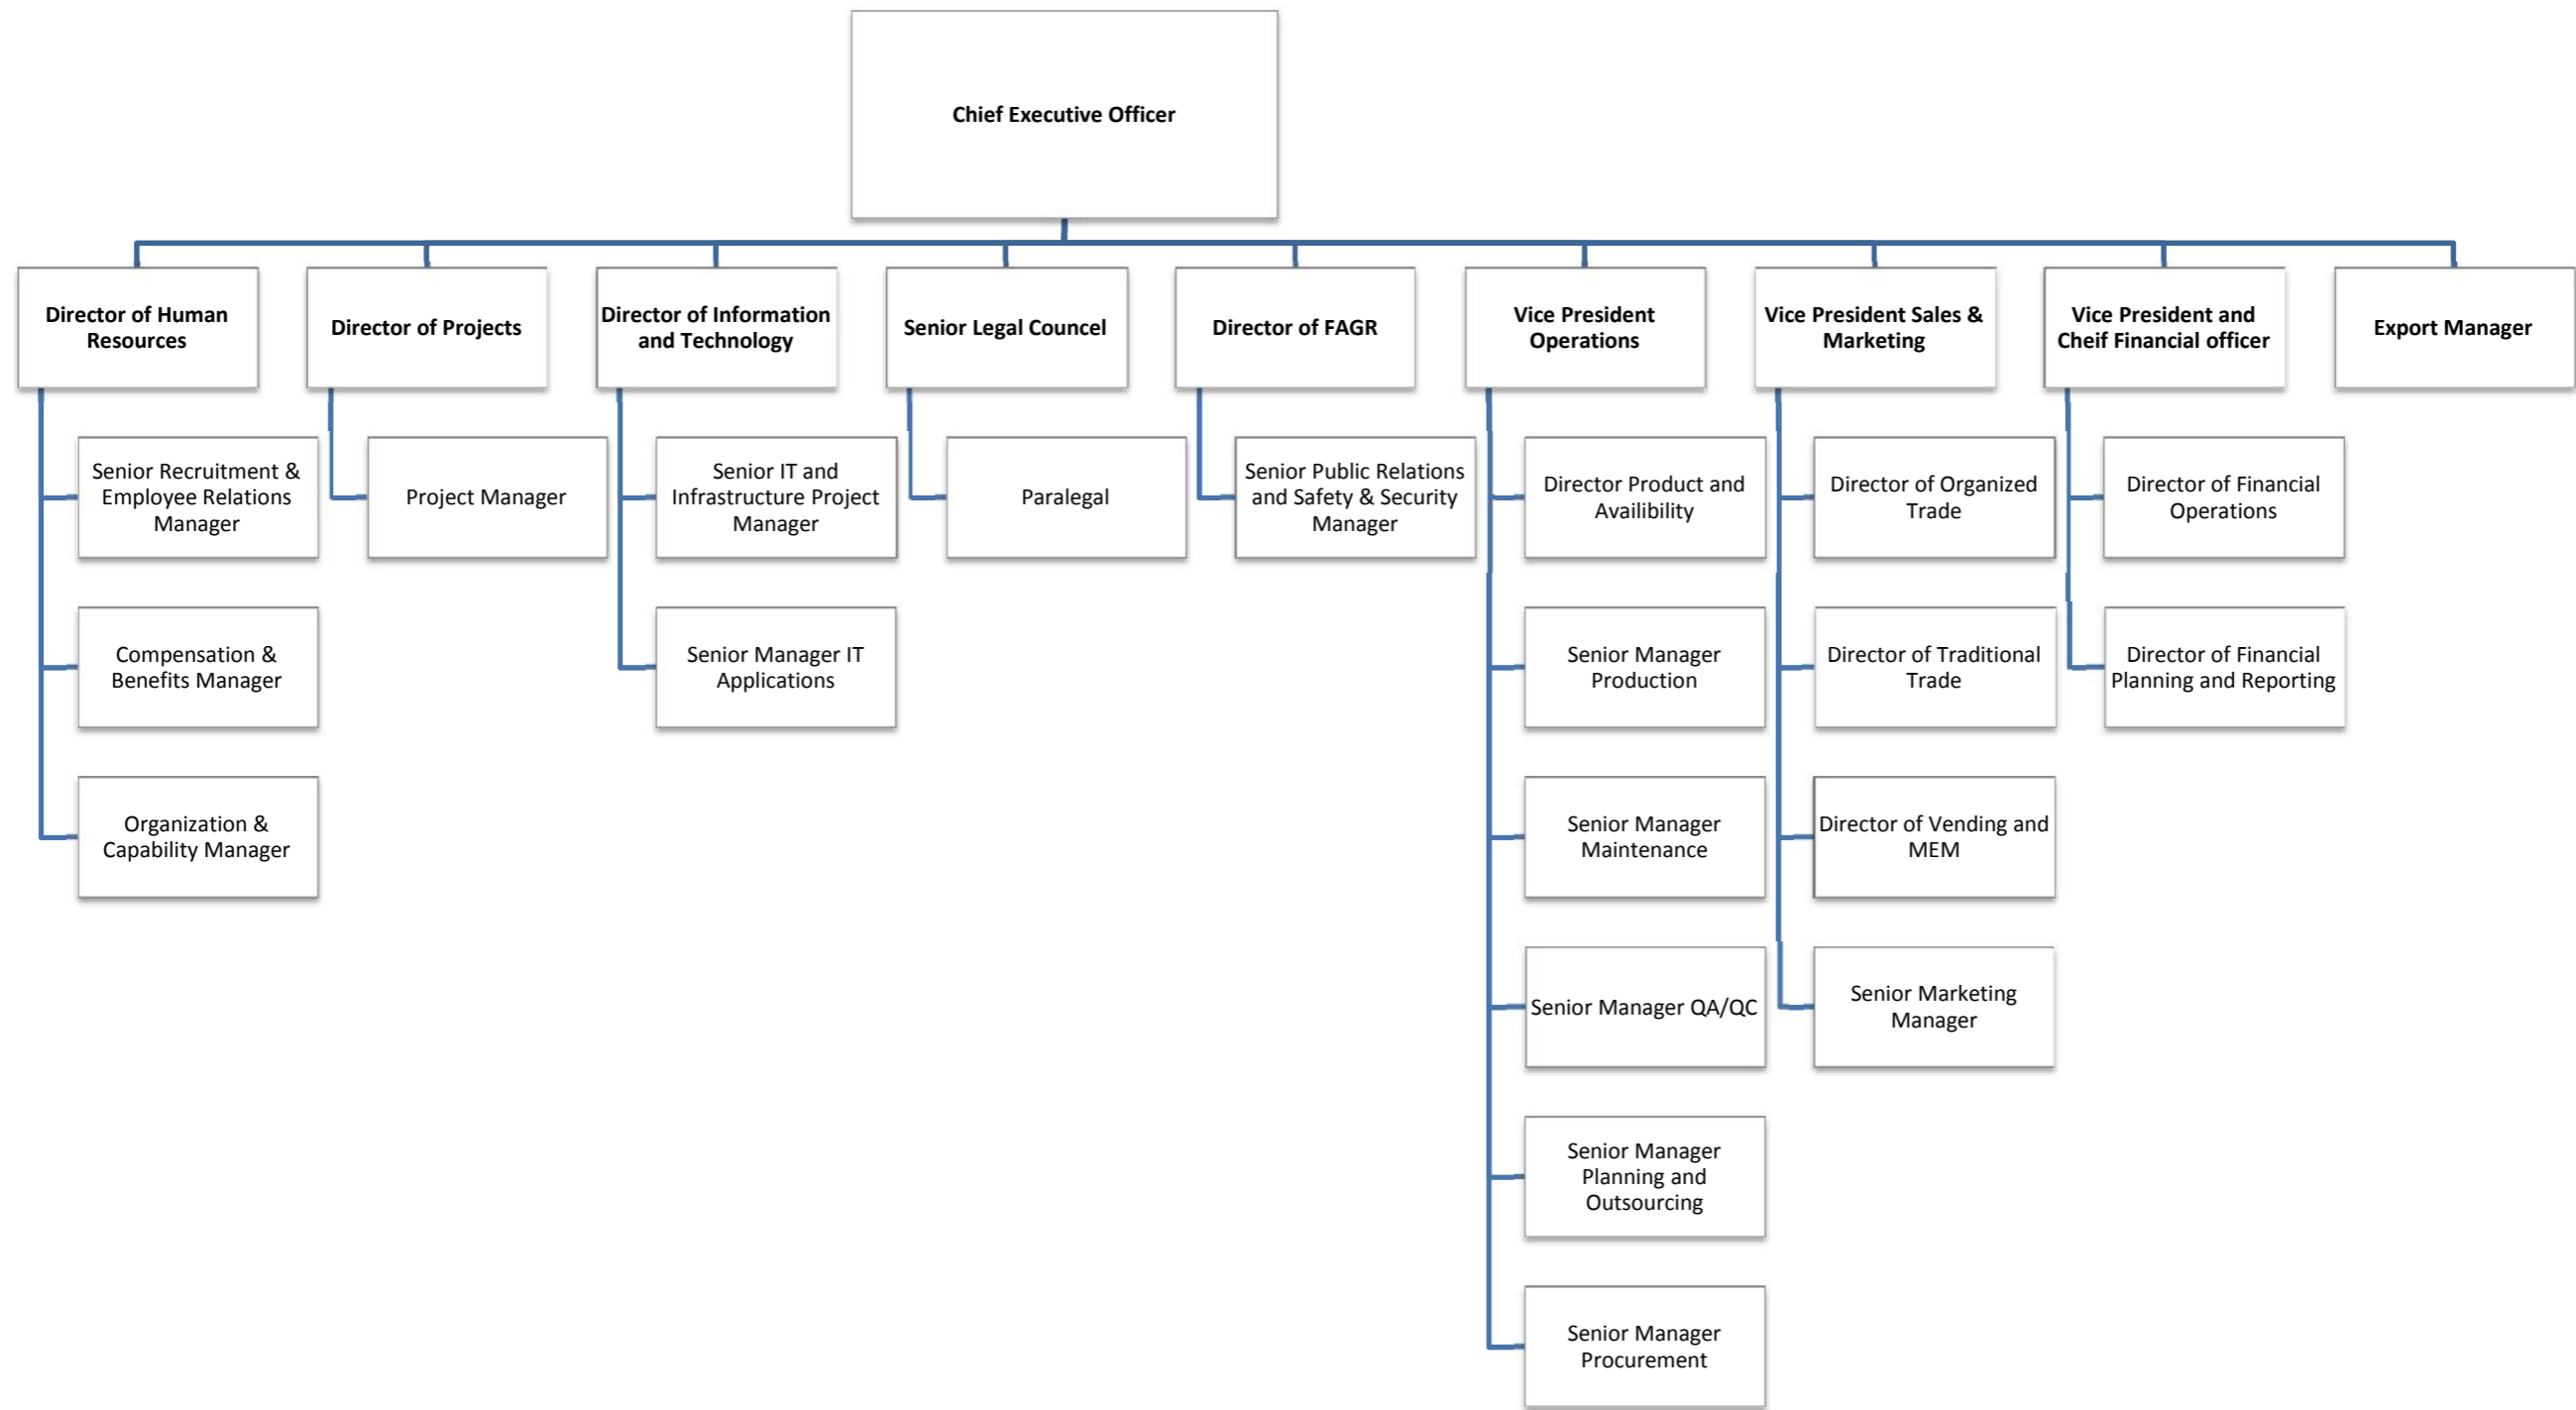 Chief Executive Officer
Director of Human
Resources
Director of Projects
Director of Information
and Technology
Senior Legal Councel
Director of FAGR
Vice President
Operations
Vice President Sales &
Marketing
Vice President and
Cheif Financial officer
Export Manager
Senior Recruitment &
Employee Relations
Manager
Project Manager
Senior IT and
Infrastructure Project
Manager
Paralegal
Senior Public Relations
and Safety & Security
Manager
Director Product and
Availibility
Director of Organized
Trade
Director of Financial
Operations
Compensation &
Benefits Manager
Senior Manager IT
Applications
Senior Manager
Production
Director of Traditional
Trade
Director of Financial
Planning and Reporting
Organization &
Capability Manager
Senior Manager
Maintenance
Director of Vending and
MEM
Senior Manager QA/QC
Senior Marketing
Manager
Senior Manager
Planning and
Outsourcing
Senior Manager
Procurement